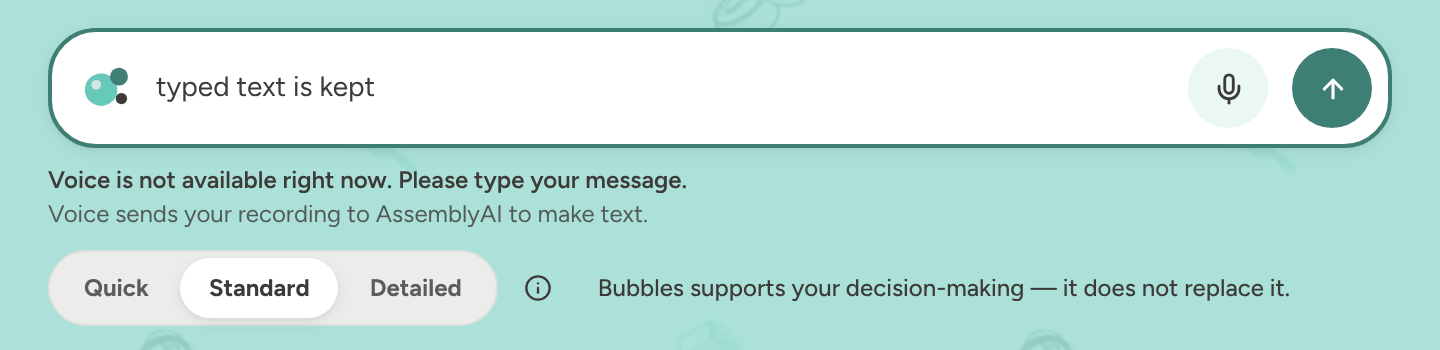 typed text is kept
Voice is not available right now. Please type your message.
Voice sends your recording to AssemblyAI to make text.
Quick Standard Detailed Bubbles supports your decision-making — it does not replace it.